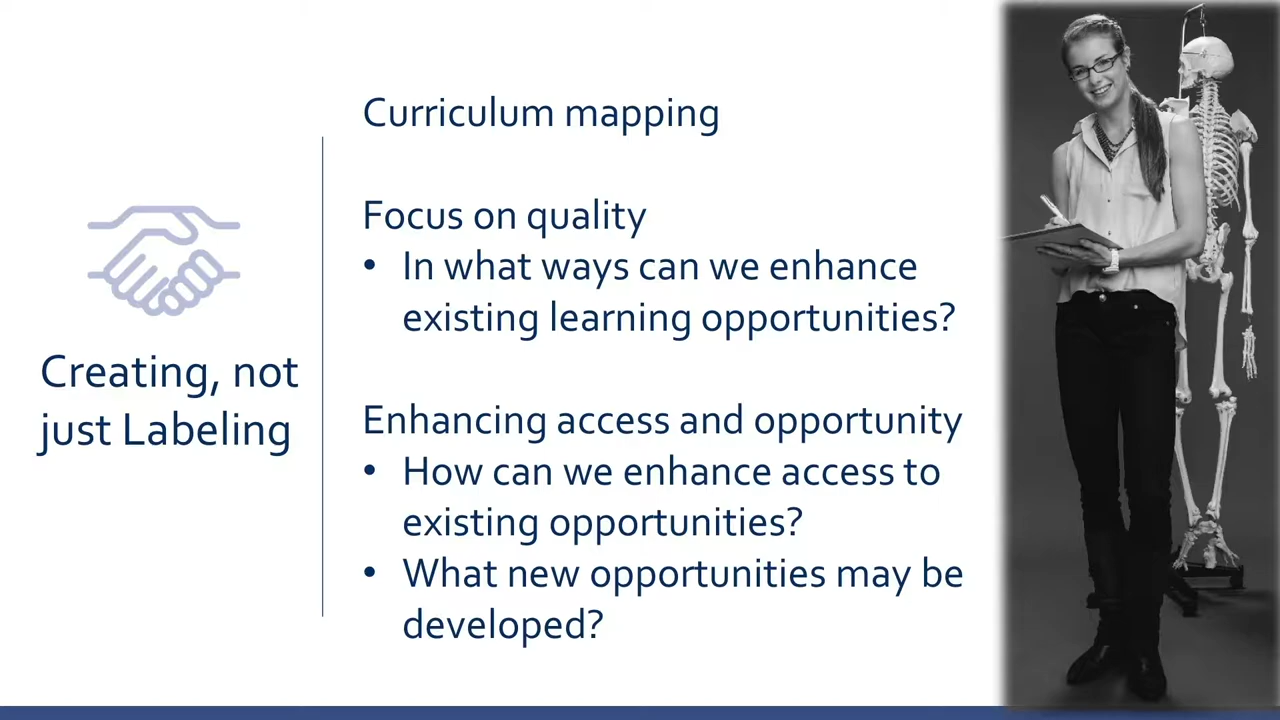 Creating, not
just Labeling
Curriculum mapping
Focus on quality
• In what ways can we enhance
existing learning opportunities?
Enhancing access and opportunity
• How can we enhance access to
existing opportunities?
• What new opportunities may be
developed?